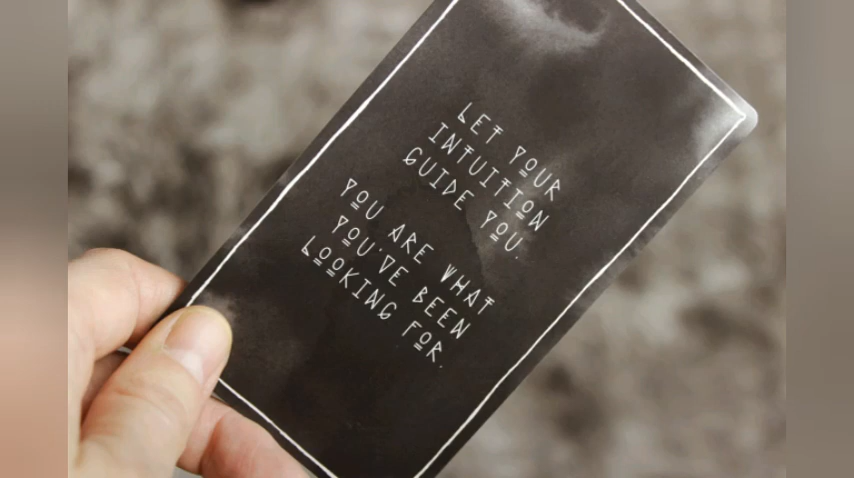 LET YOUR
INTUITION
GUIDE YOU.
YOU ARE WHAT
YOU'VE BEEN
LOOKING FOR.